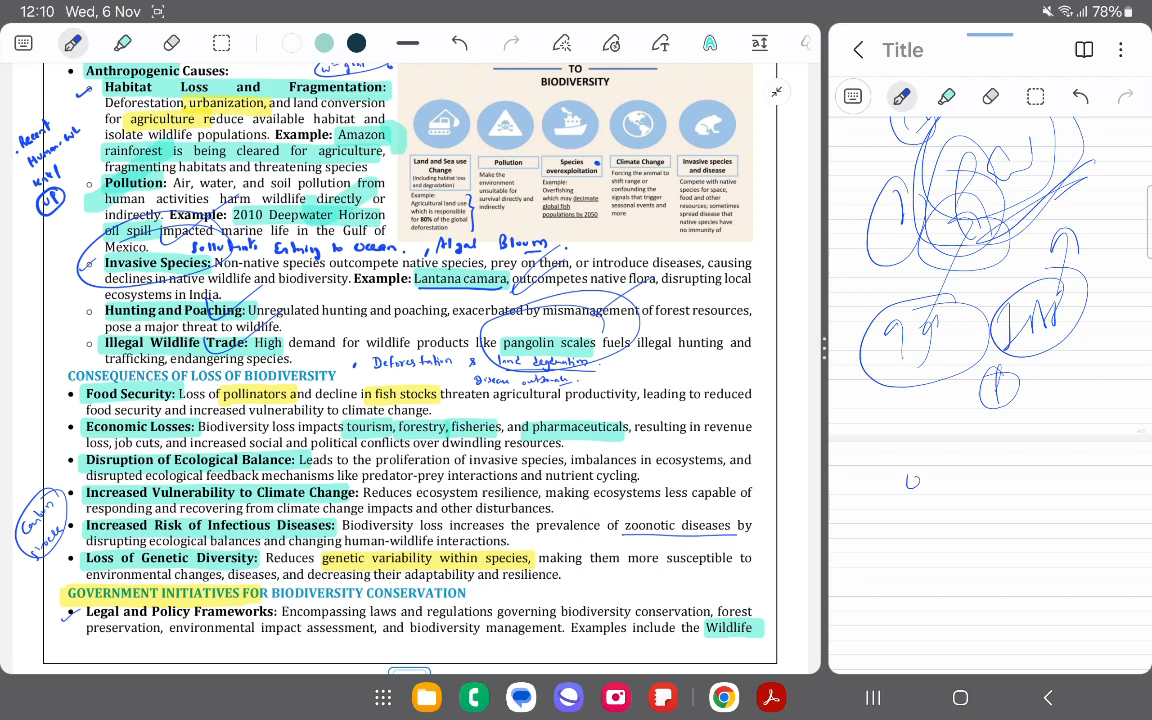 12:10 Wed, 6 Nov
78%
Title
• Anthropogenic Causes:
Habitat Loss and Fragmentation:
Deforestation, urbanization, and land conversion
for agriculture reduce available habitat and
isolate wildlife populations. Example: Amazon
rainforest is being cleared for agriculture,
fragmenting habitats and threatening species
○ Pollution: Air, water, and soil pollution from
human activities harm wildlife directly or
indirectly. Example: 2010 Deepwater Horizon
oil spill impacted marine life in the Gulf of
Mexico.
Recent
Human-WL
UP
TO
BIODIVERSITY
Land and Sea use
Change
(Including habitat loss
and degradation)
Example:
Agricultural land use
which is responsible
for 80% of the global
deforestation
Pollution
Make the
environment
unsuitable for
survival directly and
indirectly
Species
overexploitation
Example:
Overfishing
which may decimate
global fish
populations by 2050
Climate Change
Forcing the animal to
shift range or
confounding the
signals that trigger
seasonal events and
more
Invasive species
and disease
Compete with native
species for space,
food and other
resources; sometimes
spread disease that
native species have
no immunity of
Pollutants Entering to Ocean. , Algal Bloom.
○ Invasive Species: Non-native species outcompete native species, prey on them, or introduce diseases, causing
declines in native wildlife and biodiversity. Example: Lantana camara, outcompetes native flora, disrupting local
ecosystems in India.
○ Hunting and Poaching: Unregulated hunting and poaching, exacerbated by mismanagement of forest resources,
pose a major threat to wildlife.
○ Illegal Wildlife Trade: High demand for wildlife products like pangolin scales fuels illegal hunting and
trafficking, endangering species.
• Deforestation & land degradation.
Disease outbreak.
CONSEQUENCES OF LOSS OF BIODIVERSITY
• Food Security: Loss of pollinators and decline in fish stocks threaten agricultural productivity, leading to reduced
food security and increased vulnerability to climate change.
• Economic Losses: Biodiversity loss impacts tourism, forestry, fisheries, and pharmaceuticals, resulting in revenue
loss, job cuts, and increased social and political conflicts over dwindling resources.
• Disruption of Ecological Balance: Leads to the proliferation of invasive species, imbalances in ecosystems, and
disrupted ecological feedback mechanisms like predator-prey interactions and nutrient cycling.
• Increased Vulnerability to Climate Change: Reduces ecosystem resilience, making ecosystems less capable of
responding and recovering from climate change impacts and other disturbances.
• Increased Risk of Infectious Diseases: Biodiversity loss increases the prevalence of zoonotic diseases by
disrupting ecological balances and changing human-wildlife interactions.
• Loss of Genetic Diversity: Reduces genetic variability within species, making them more susceptible to
environmental changes, diseases, and decreasing their adaptability and resilience.
Carbon
GOVERNMENT INITIATIVES FOR BIODIVERSITY CONSERVATION
• Legal and Policy Frameworks: Encompassing laws and regulations governing biodiversity conservation, forest
preservation, environmental impact assessment, and biodiversity management. Examples include the Wildlife